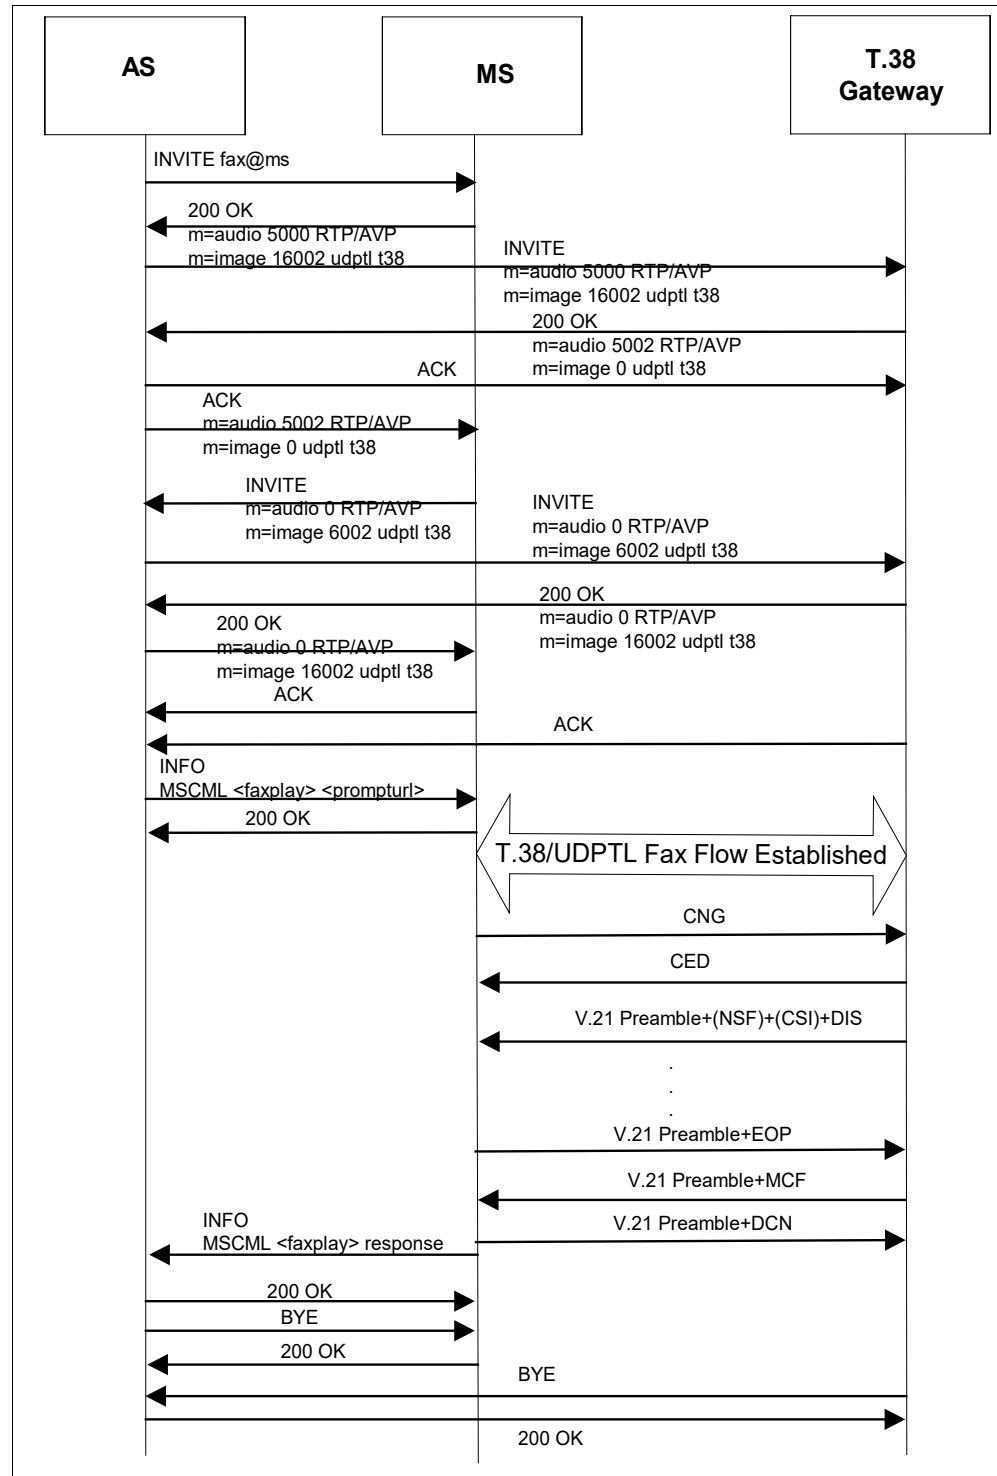 AS
MS
T.38
Gateway
INVITE fax@ms
200 OK
m=audio 5000 RTP/AVP
m=image 16002 udptl t38
INVITE
m=audio 5000 RTP/AVP
m=image 16002 udptl t38
200 OK
m=audio 5002 RTP/AVP
m=image 0 udptl t38
ACK
ACK
m=audio 5002 RTP/AVP
m=image 0 udptl t38
INVITE
m=audio 0 RTP/AVP
m=image 6002 udptl t38
INVITE
m=audio 0 RTP/AVP
m=image 6002 udptl t38
200 OK
m=audio 0 RTP/AVP
m=image 16002 udptl t38
200 OK
m=audio 0 RTP/AVP
m=image 16002 udptl t38
ACK
ACK
INFO
MSCML <faxplay> <prompturl>
200 OK
T.38/UDPTL Fax Flow Established
CNG
CED
V.21 Preamble+(NSF)+(CSI)+DIS
.
.
.
V.21 Preamble+EOP
V.21 Preamble+MCF
V.21 Preamble+DCN
INFO
MSCML <faxplay> response
200 OK
BYE
200 OK
BYE
200 OK